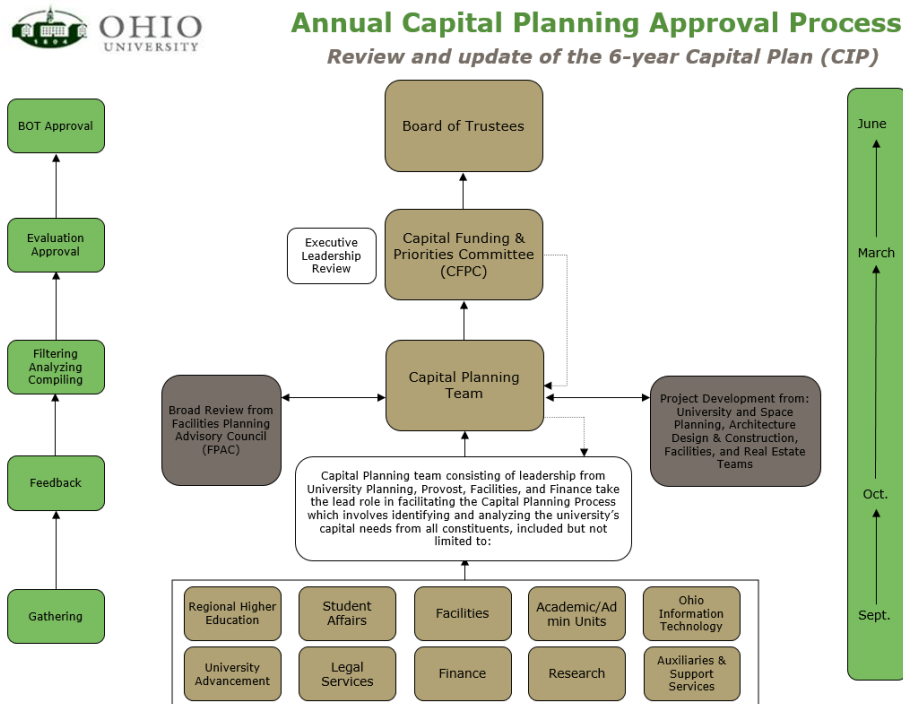 OHIO
UNIVERSITY
1804
Annual Capital Planning Approval Process
Review and update of the 6-year Capital Plan (CIP)
BOT Approval
Evaluation
Approval
Filtering
Analyzing
Compiling
Feedback
Gathering
Board of Trustees
Executive
Leadership
Review
Capital Funding &
Priorities Committee
(CFPC)
Capital Planning
Team
Broad Review from
Facilities Planning
Advisory Council
(FPAC)
Project Development from:
University and Space
Planning, Architecture
Design & Construction,
Facilities, and Real Estate
Teams
Capital Planning team consisting of leadership from
University Planning, Provost, Facilities, and Finance take
the lead role in facilitating the Capital Planning Process
which involves identifying and analyzing the university's
capital needs from all constituents, included but not
limited to:
Regional Higher
Education
Student
Affairs
Facilities
Academic/Ad
min Units
Ohio
Information
Technology
University
Advancement
Legal
Services
Finance
Research
Auxiliaries &
Support
Services
June
March
Oct.
Sept.